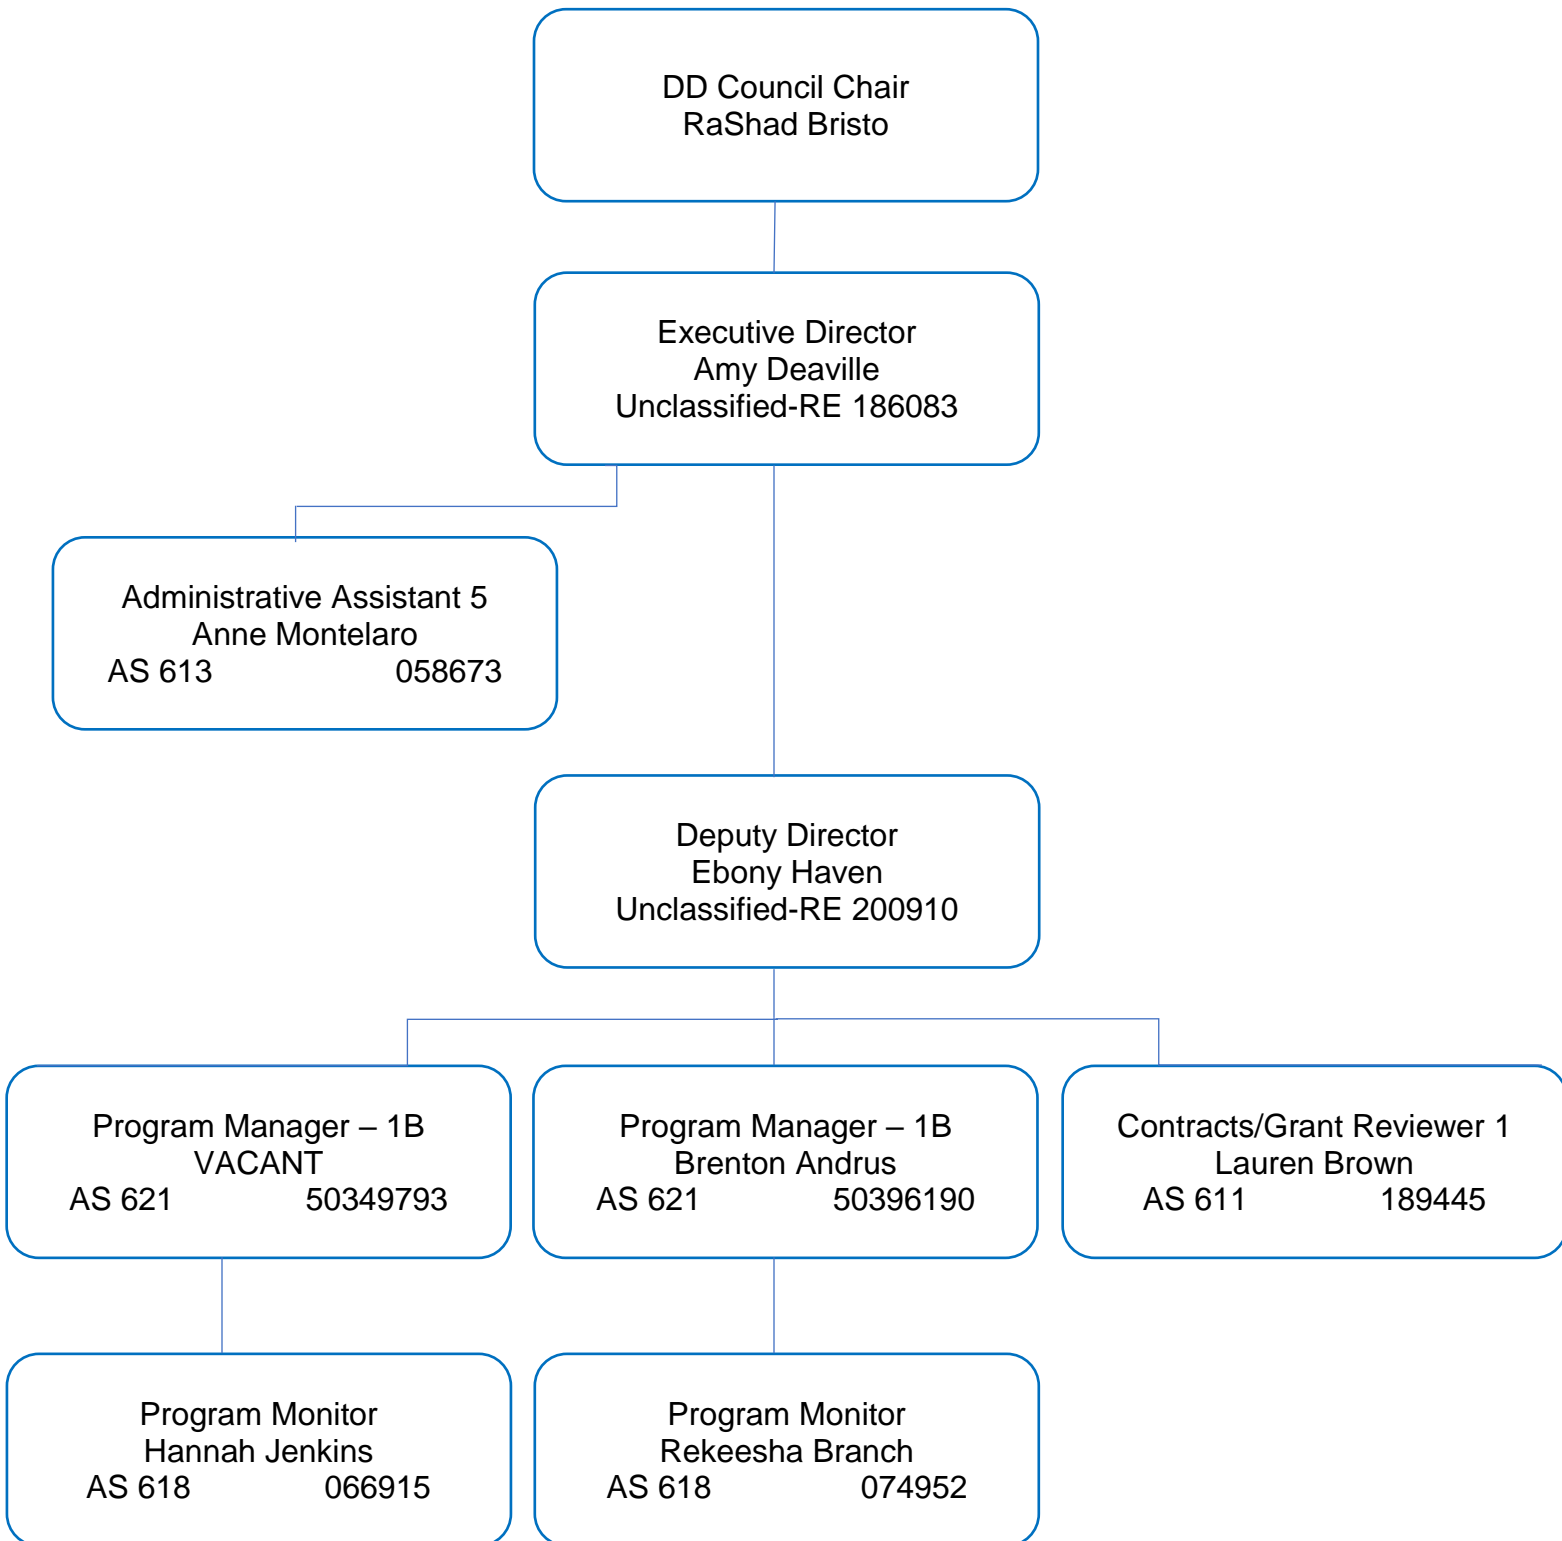 DD Council Chair
RaShad Bristo
Executive Director
Amy Deaville
Unclassified-RE 186083
Administrative Assistant 5
Anne Montelaro
AS 613 058673
Deputy Director
Ebony Haven
Unclassified-RE 200910
Program Manager – 1B
VACANT
AS 621 50349793
Program Manager – 1B
Brenton Andrus
AS 621 50396190
Contracts/Grant Reviewer 1
Lauren Brown
AS 611 189445
Program Monitor
Hannah Jenkins
AS 618 066915
Program Monitor
Rekeesha Branch
AS 618 074952